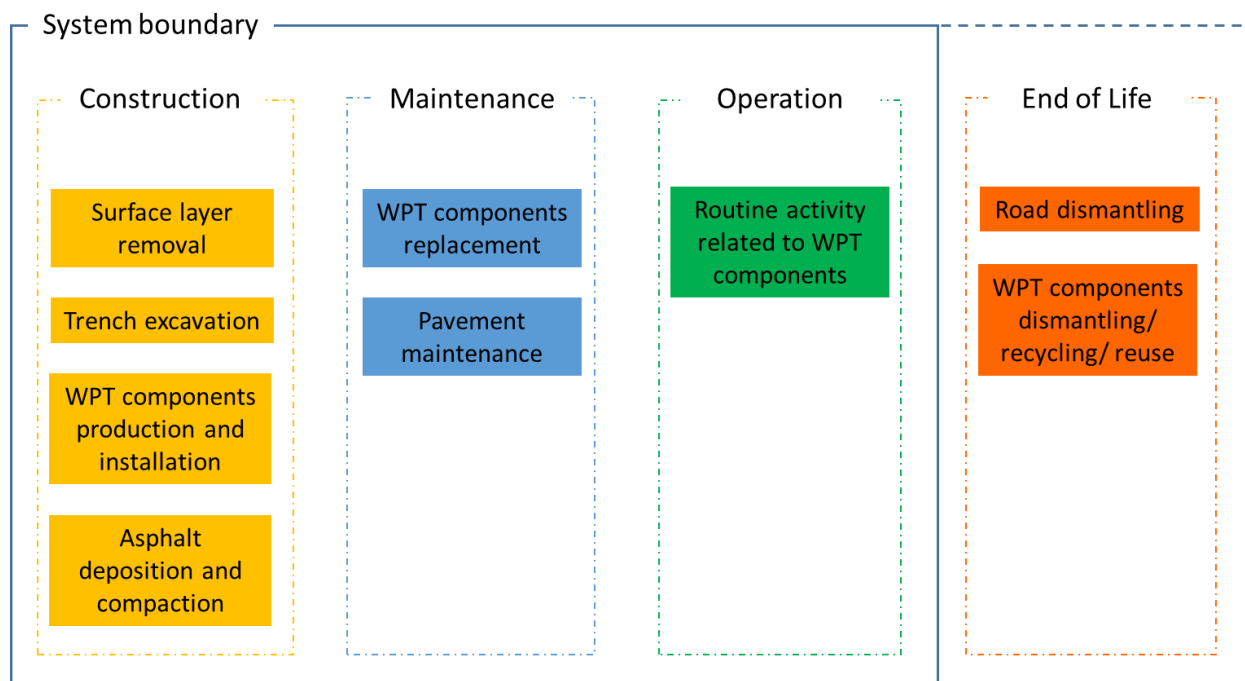 System boundary
Construction
Surface layer
removal
Trench excavation
WPT components
production and
installation
Asphalt
deposition and
compaction
Maintenance
WPT components
replacement
Pavement
maintenance
Operation
Routine activity
related to WPT
components
End of Life
Road dismantling
WPT components
dismantling/
recycling/ reuse